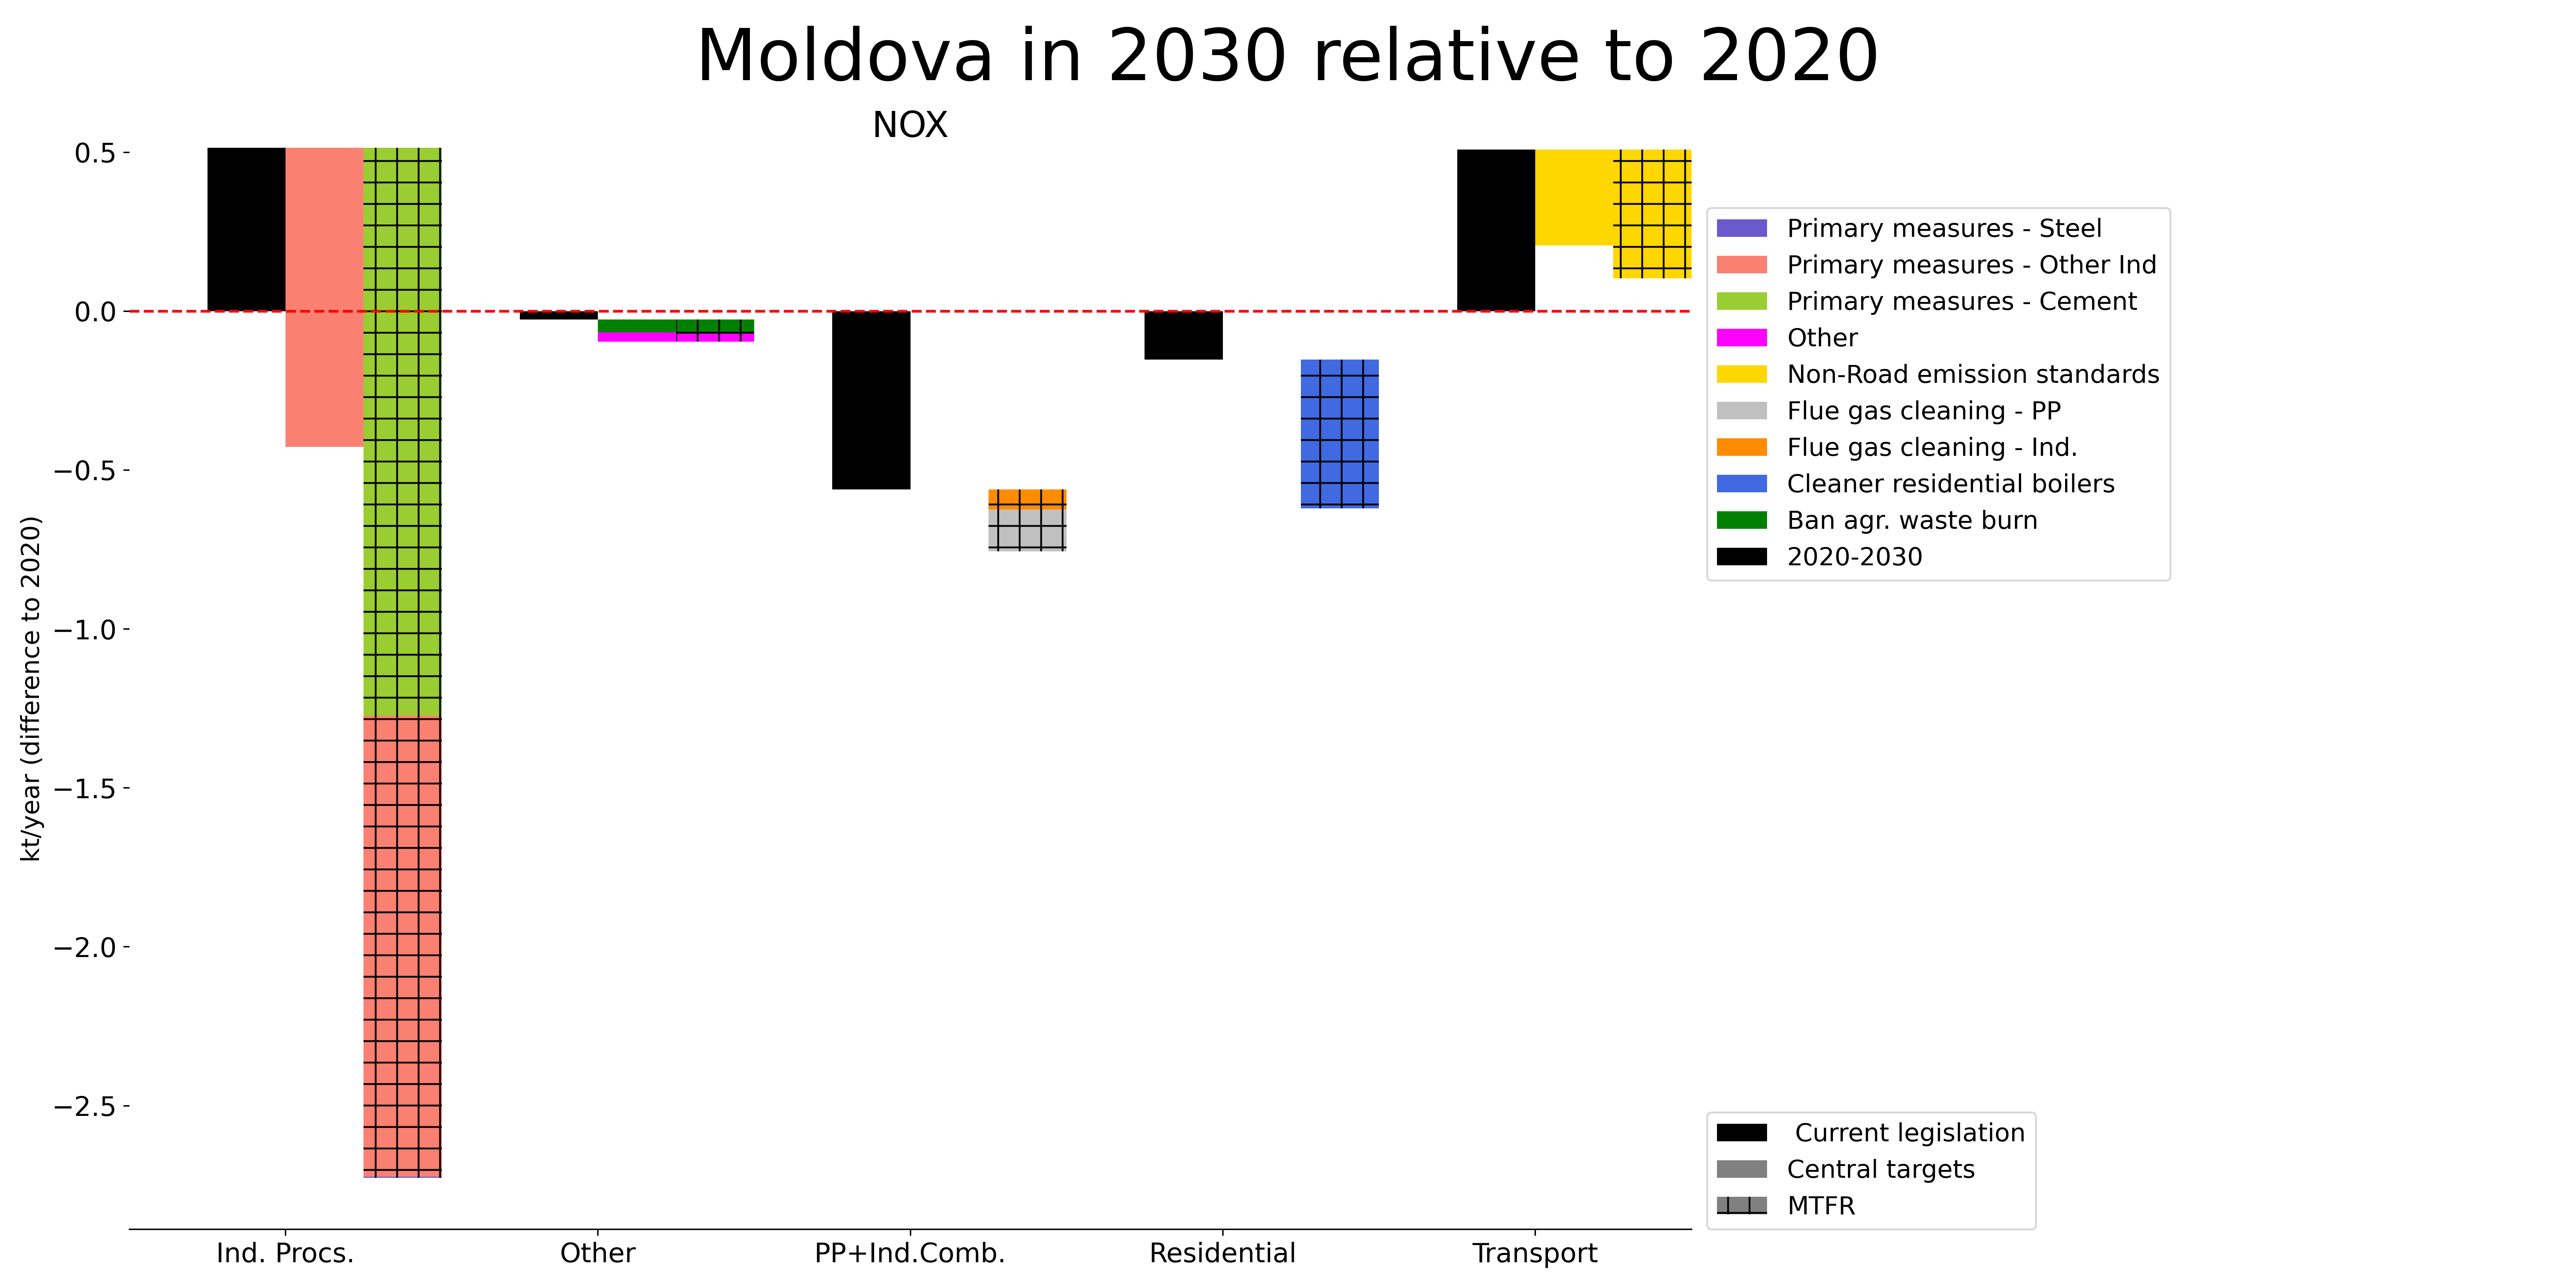 Moldova in 2030 relative to 2020
NOX
0.5
0.0
−0.5
−1.0
−1.5
−2.0
−2.5
kt/year (difference to 2020)
Ind. Procs.
Other
PP+Ind.Comb.
Residential
Transport
Primary measures - Steel
Primary measures - Other Ind
Primary measures - Cement
Other
Non-Road emission standards
Flue gas cleaning - PP
Flue gas cleaning - Ind.
Cleaner residential boilers
Ban agr. waste burn
2020-2030
Current legislation
Central targets
MTFR